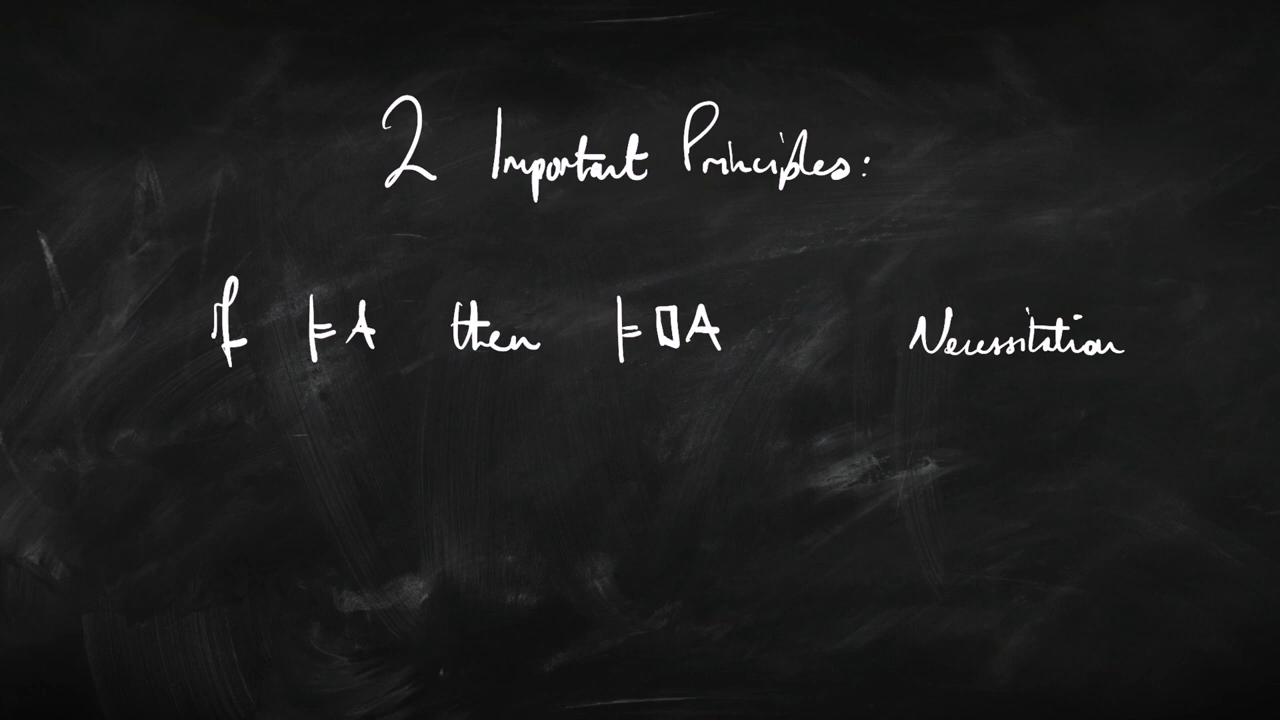 2 Important Principles:
If ⊨A then ⊨□A Necessitation